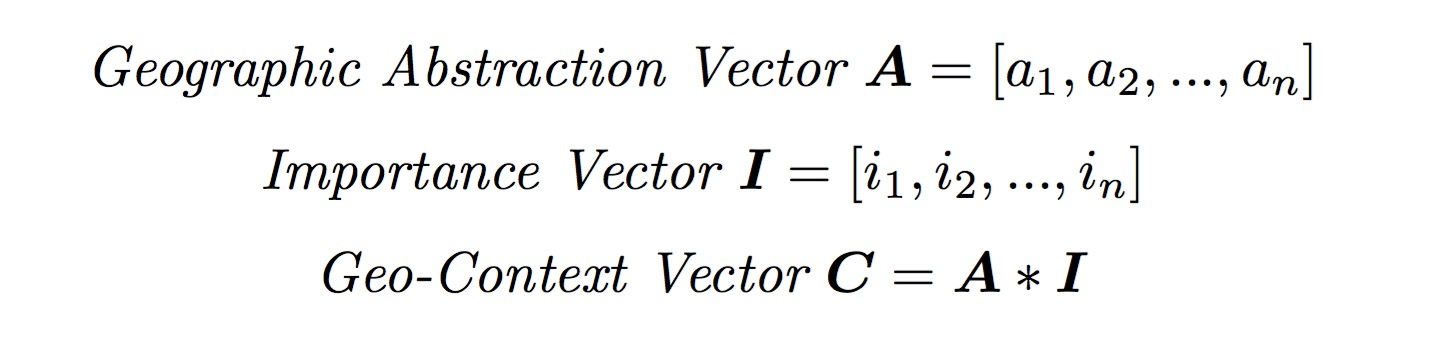 Geographic Abstraction Vector A = [a₁, a₂, ..., aₙ]
Importance Vector I = [i₁, i₂, ..., iₙ]
Geo-Context Vector C = A ∗ I